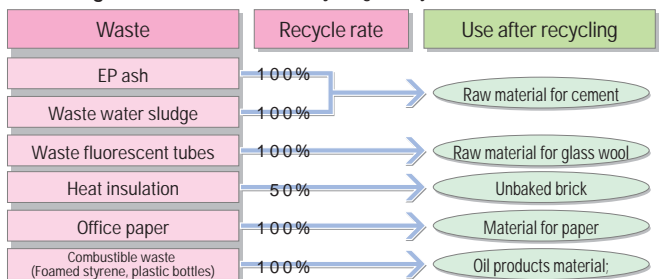 Waste Recycle rate Use after recycling
EP ash 100%
Raw material for cement
Waste water sludge 100%
Waste fluorescent tubes 100% Raw material for glass wool
Heat insulation 50% Unbaked brick
Office paper 100% Material for paper
Combustible waste
(Foamed styrene, plastic bottles) 100% Oil products material;